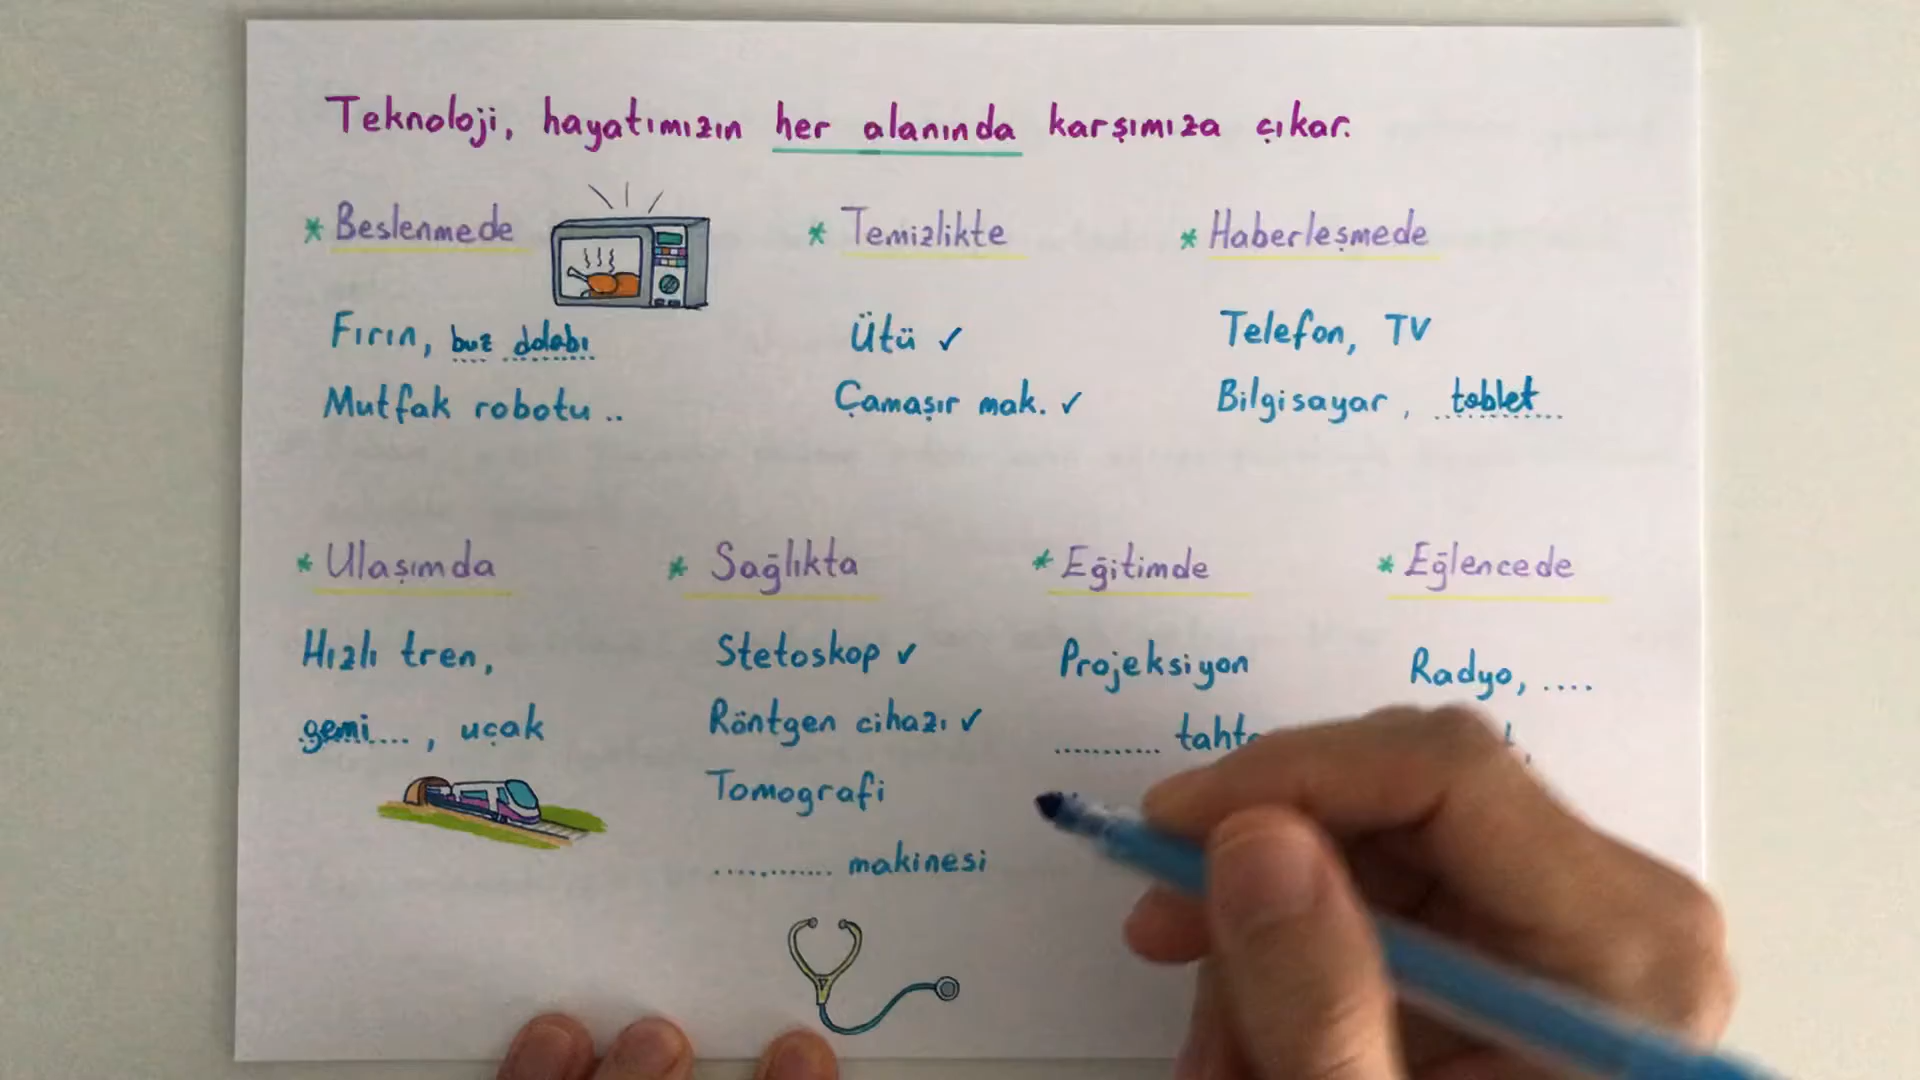 Teknoloji, hayatımızın her alanında karşımıza çıkar.
* Beslenmede
Fırın, buz dolabı
Mutfak robotu ..
* Temizlikte
Ütü ✓
Çamaşır mak. ✓
* Haberleşmede
Telefon, TV
Bilgisayar, tablet
* Ulaşımda
Hızlı tren,
gemi...., uçak
* Sağlıkta
Stetoskop ✓
Röntgen cihazı ✓
Tomografi
............ makinesi
* Eğitimde
Projeksiyon
...........
* Eğlencede
Radyo, ....